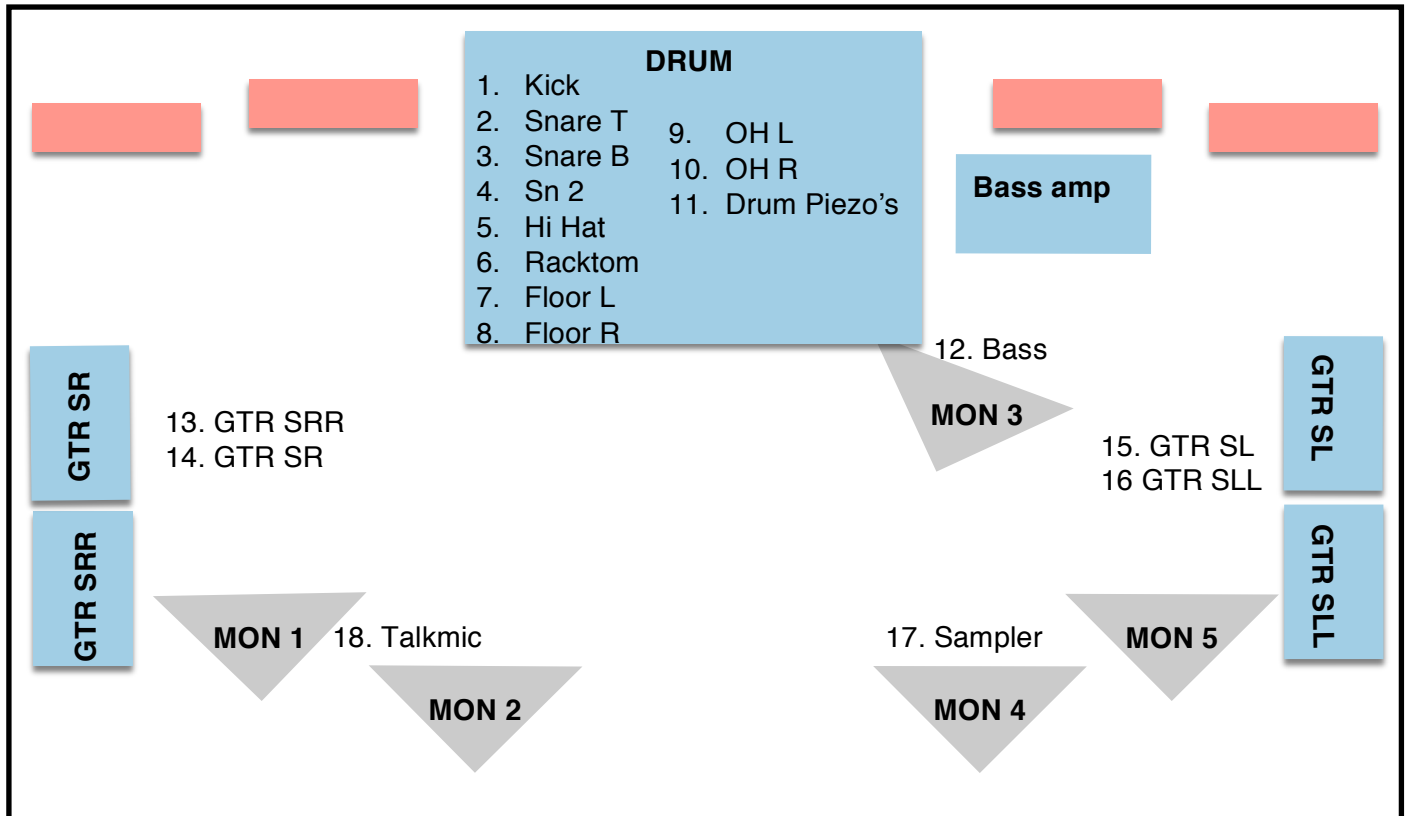 DRUM
1. Kick
2. Snare T
3. Snare B
4. Sn 2
5. Hi Hat
6. Racktom
7. Floor L
8. Floor R
9. OH L
10. OH R
11. Drum Piezo’s
Bass amp
12. Bass
MON 3
GTR SR
13. GTR SRR
14. GTR SR
15. GTR SL
16 GTR SLL
GTR SL
GTR SRR
MON 1
18. Talkmic
MON 2
17. Sampler
MON 4
MON 5
GTR SLL